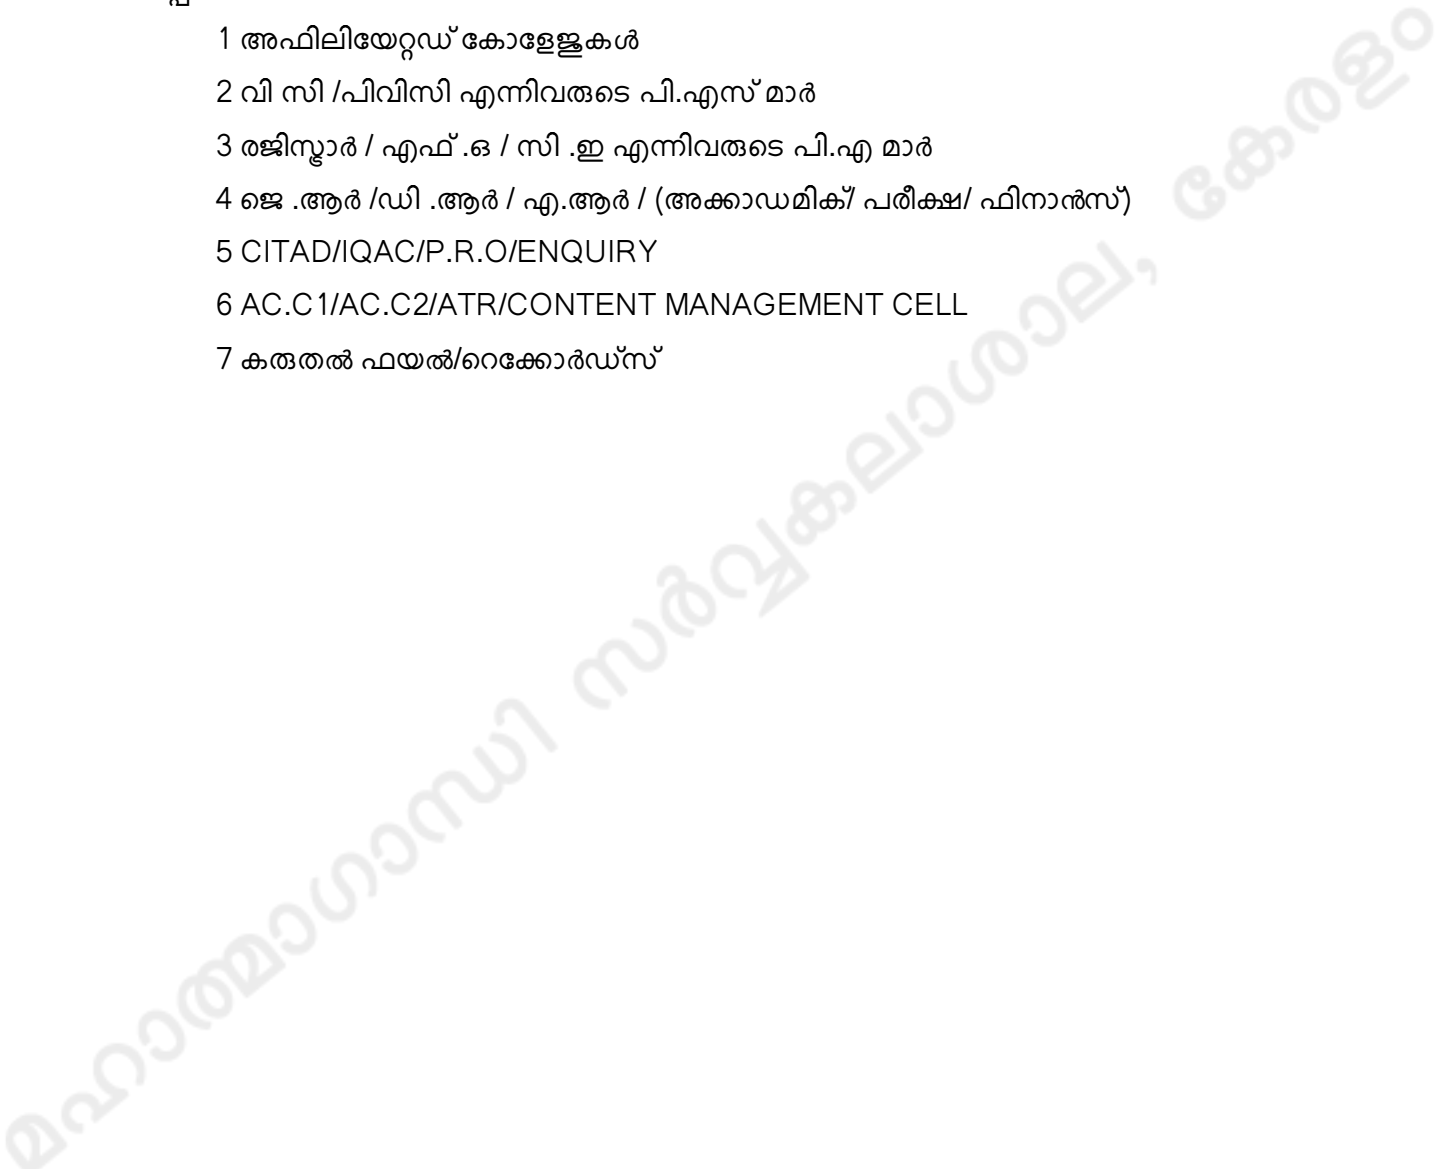 1 അഫിലിയേറ്റഡ് കോളേജുകൾ
2 വി സി /പിവിസി എന്നിവരുടെ പി.എസ് മാർ
3 രജിസ്ട്രാർ / എഫ് .ഒ / സി .ഇ എന്നിവരുടെ പി.എ മാർ
4 ജെ .ആർ /ഡി .ആർ / എ.ആർ / (അക്കാഡമിക്/ പരീക്ഷ/ ഫിനാൻസ്)
5 CITAD/IQAC/P.R.O/ENQUIRY
6 AC.C1/AC.C2/ATR/CONTENT MANAGEMENT CELL
7 കരുതൽ ഫയൽ/റെക്കോർഡ്സ്
മഹാത്മാഗാന്ധി സർവ്വകലാശാല, കേരളം